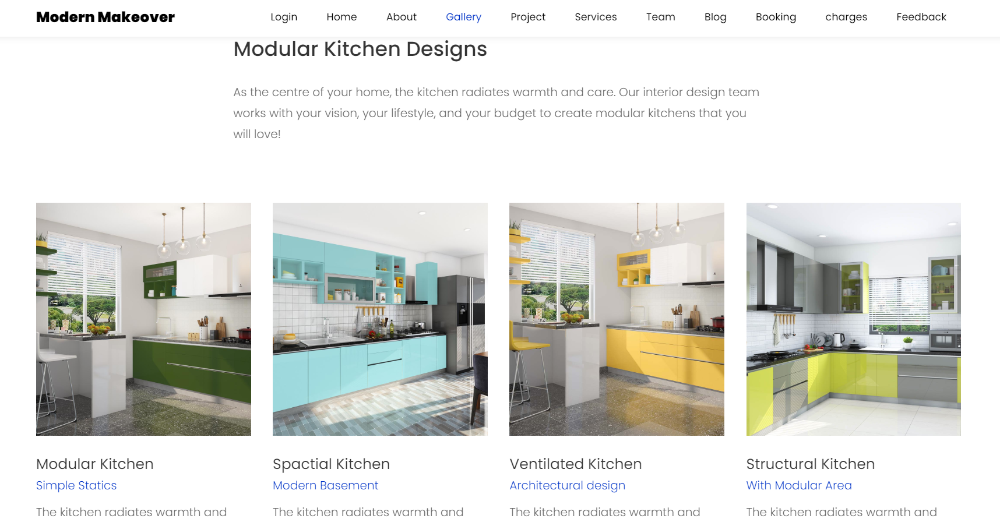 Modern Makeover Login Home About Gallery Project Services Team Blog Booking charges Feedback
Modular Kitchen Designs
As the centre of your home, the kitchen radiates warmth and care. Our interior design team
works with your vision, your lifestyle, and your budget to create modular kitchens that you
will love!
Modular Kitchen
Simple Statics
The kitchen radiates warmth and
Spactial Kitchen
Modern Basement
The kitchen radiates warmth and
Ventilated Kitchen
Architectural design
The kitchen radiates warmth and
Structural Kitchen
With Modular Area
The kitchen radiates warmth and